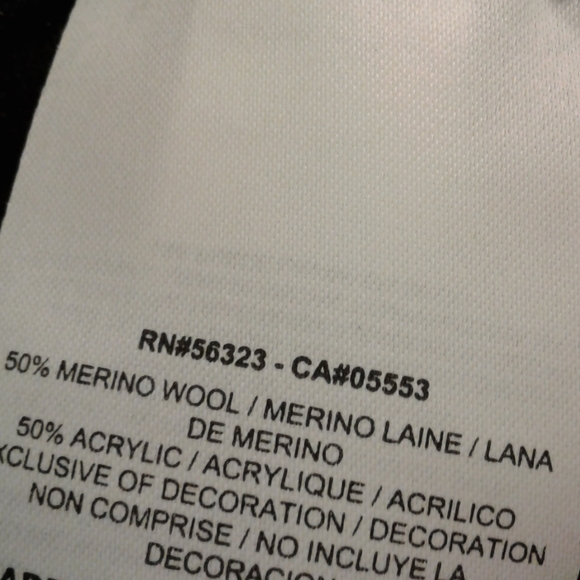 RN#56323 - CA#05553
50% MERINO WOOL / MERINO LAINE / LANA
DE MERINO
50% ACRYLIC / ACRYLIQUE / ACRILICO
XCLUSIVE OF DECORATION / DECORATION
NON COMPRISE / NO INCLUYE LA
DECORACION